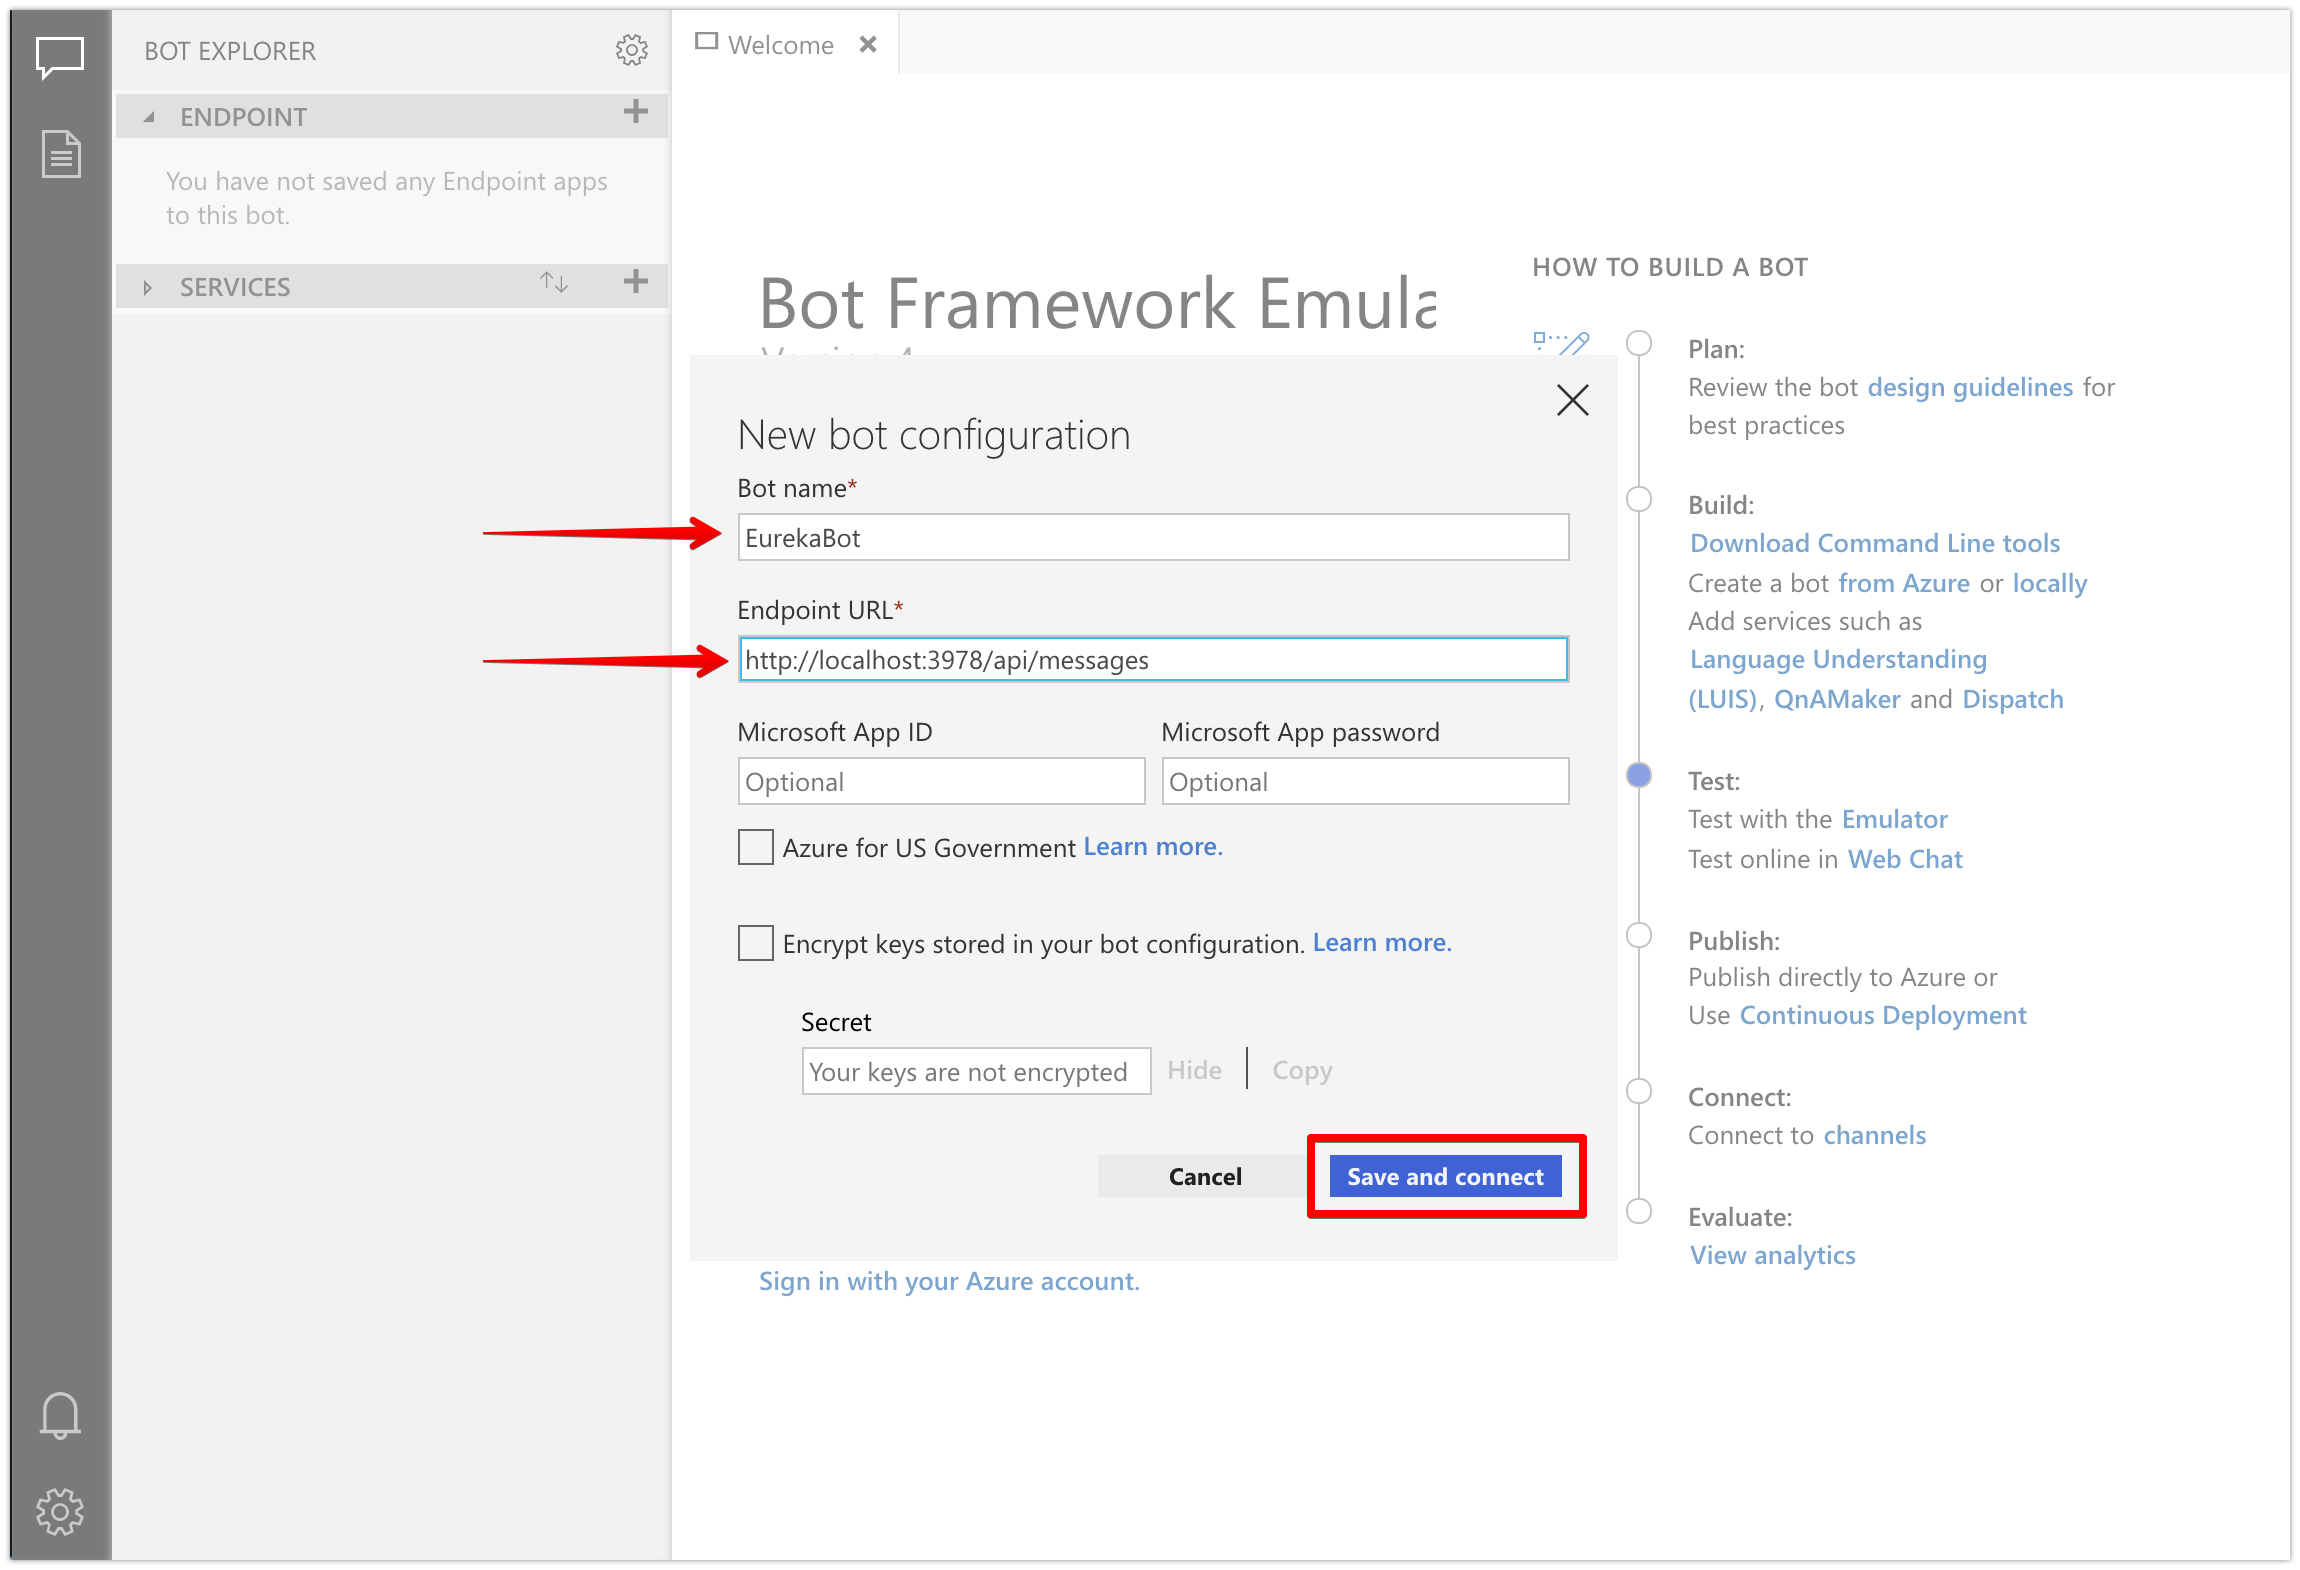 BOT EXPLORER
ENDPOINT
You have not saved any Endpoint apps
to this bot.
SERVICES
Welcome
Bot Framework Emula
New bot configuration
Bot name*
EurekaBot
Endpoint URL*
http://localhost:3978/api/messages
Microsoft App ID
Microsoft App password
Optional
Optional
Azure for US Government Learn more.
Encrypt keys stored in your bot configuration. Learn more.
Secret
Your keys are not encrypted
Hide
Copy
Cancel
Save and connect
Sign in with your Azure account.
HOW TO BUILD A BOT
Plan:
Review the bot design guidelines for
best practices
Build:
Download Command Line tools
Create a bot from Azure or locally
Add services such as
Language Understanding
(LUIS), QnAMaker and Dispatch
Test:
Test with the Emulator
Test online in Web Chat
Publish:
Publish directly to Azure or
Use Continuous Deployment
Connect:
Connect to channels
Evaluate:
View analytics